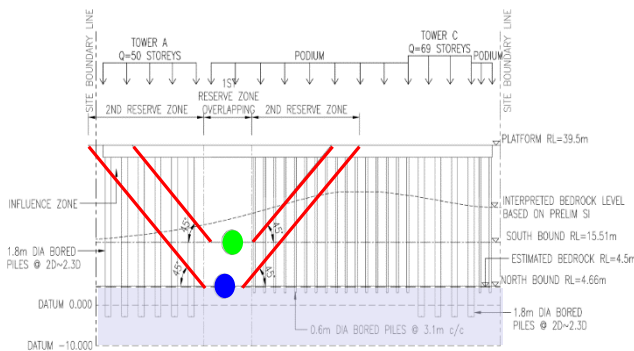 SITE BOUNDARY LINE
TOWER A
Q=50 STOREYS
PODIUM
TOWER C
Q=69 STOREYS
PODIUM
SITE BOUNDARY LINE
1ST
RESERVE ZONE
OVERLAPPING
2ND RESERVE ZONE
2ND RESERVE ZONE
PLATFORM RL=39.5m
INFLUENCE ZONE
INTERPRETED BEDROCK LEVEL
BASED ON PRELIM SI
45°
45°
SOUTH BOUND RL=15.51m
1.8m DIA BORED
PILES @ 2D~2.3D
ESTIMATED BEDROCK RL=4.5m
45°
45°
NORTH BOUND RL=4.66m
DATUM 0.000
1.8m DIA BORED
PILES @ 2D~2.3D
0.6m DIA BORED PILES @ 3.1m c/c
DATUM -10.000